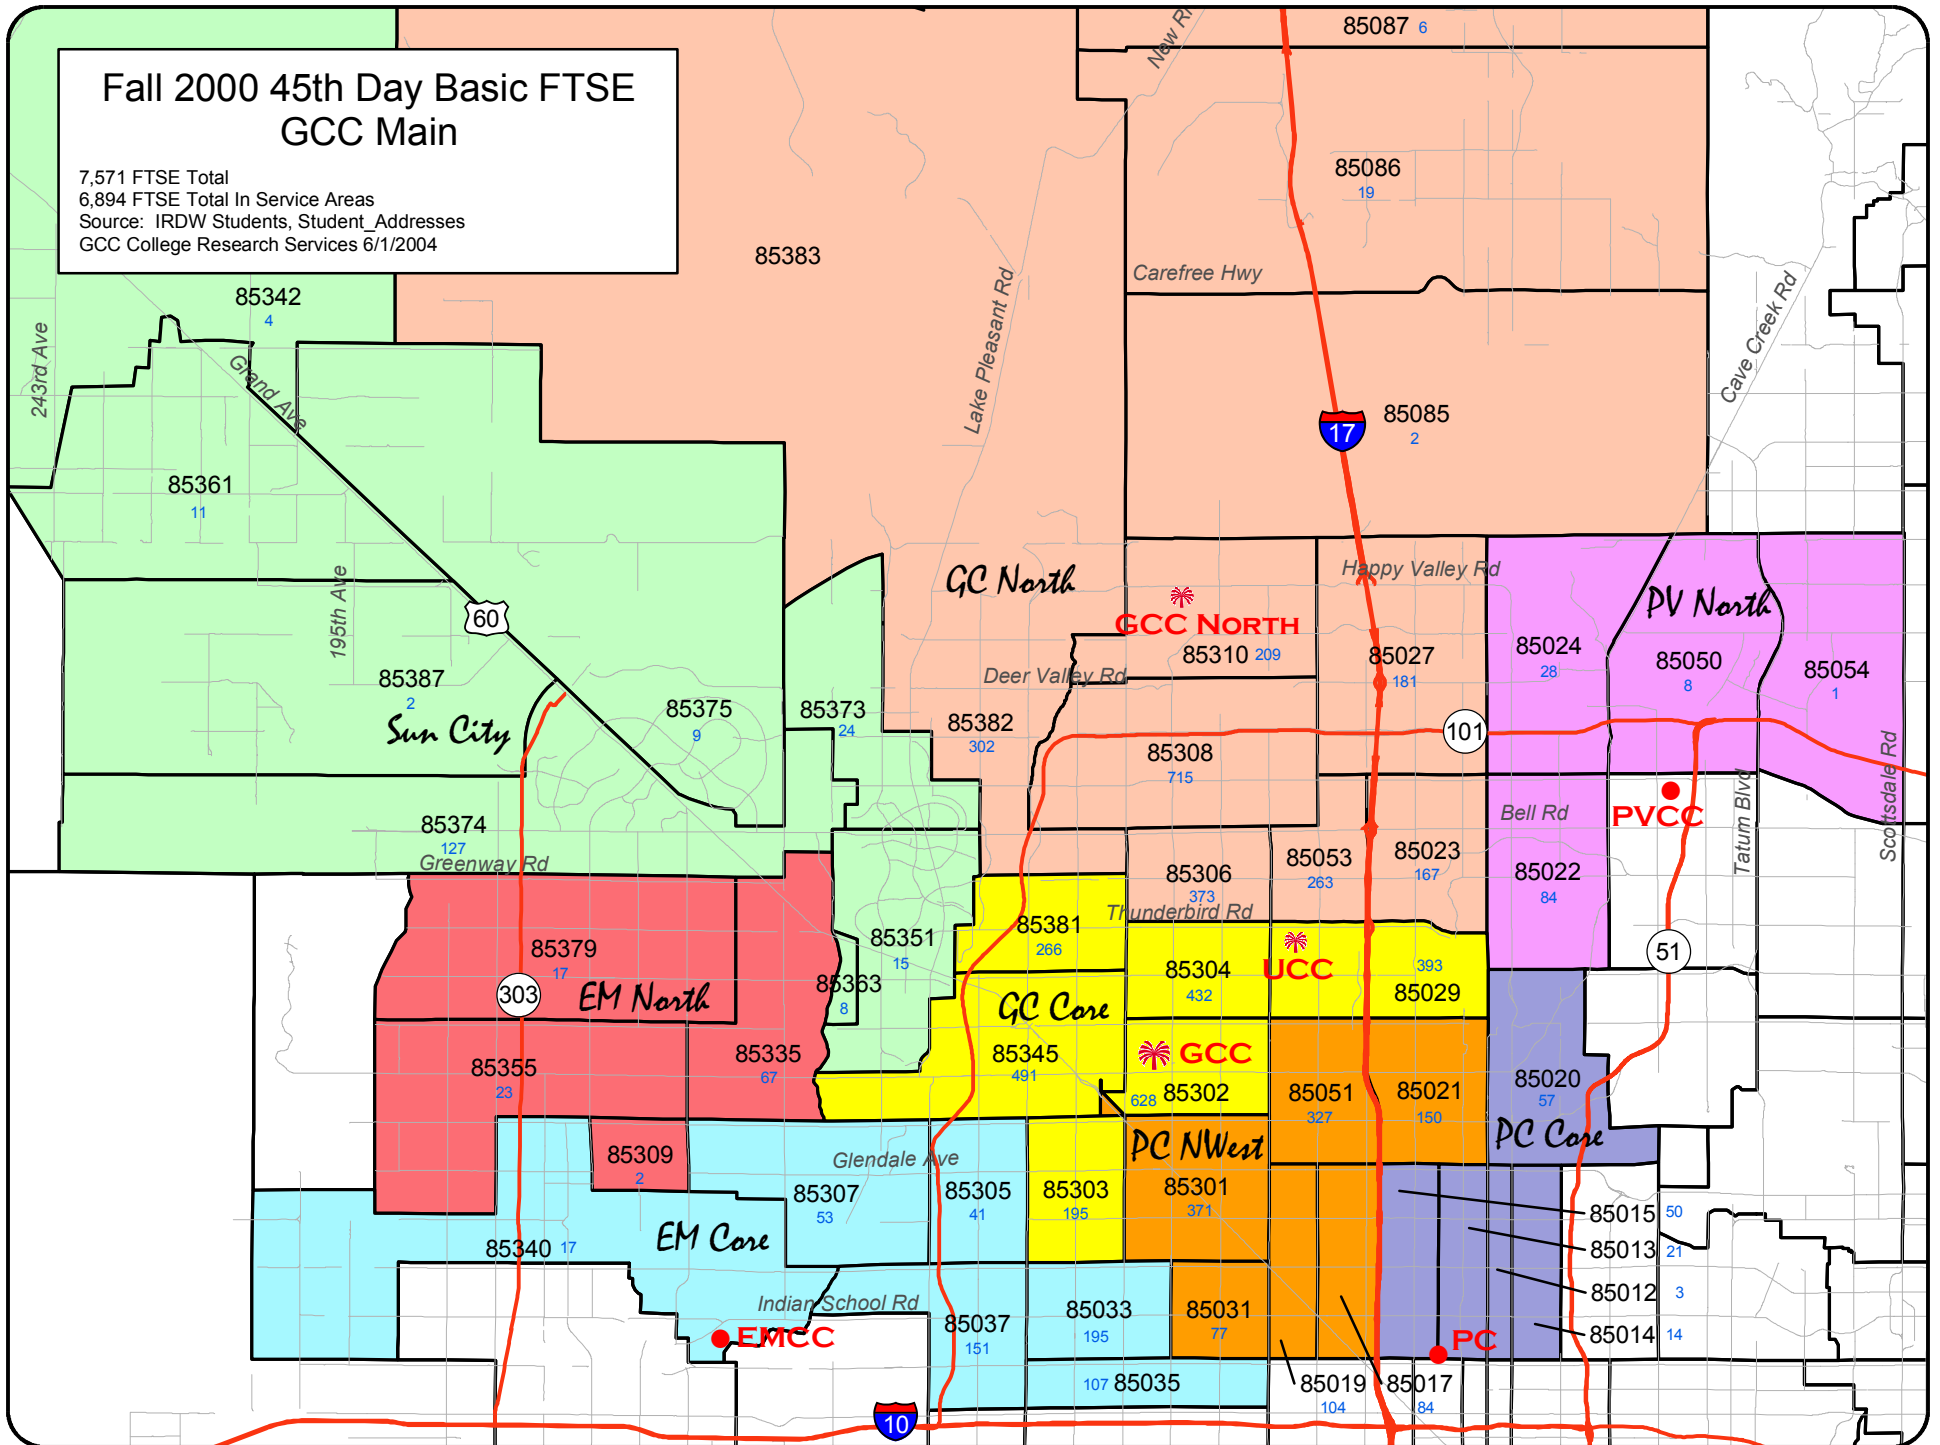 Fall 2000 45th Day Basic FTSE
GCC Main
7,571 FTSE Total
6,894 FTSE Total In Service Areas
Source: IRDW Students, Student_Addresses
GCC College Research Services 6/1/2004
85087 6
85086
19
85383
Carefree Hwy
85342
4
243rd Ave
Grand Ave
Lake Pleasant Rd
Cave Creek Rd
17
85085
2
85361
11
195th Ave
60
GC North
Happy Valley Rd
GCC North
85310 209
85027
181
PV North
85024
28
85050
8
85054
1
Deer Valley Rd
85387
2
Sun City
85375
9
85373
24
85382
302
85308
715
101
Scottsdale Rd
Tatum Blvd
Bell Rd
PVCC
85374
127
Greenway Rd
85306
373
85053
263
85023
167
85022
84
Thunderbird Rd
85381
266
85379
17
303
EM North
85351
15
85363
8
GC Core
85304
432
UCC
393
85029
51
85355
23
85335
67
85345
491
GCC
628 85302
85051
327
85021
150
85020
57
PC Core
PC NWest
85309
2
Glendale Ave
85307
53
85305
41
85303
195
85301
371
85015 50
85013 21
85012 3
85014 14
85340 17
EM Core
Indian School Rd
EMCC
85037
151
85033
195
85031
77
PC
107 85035
85019
104
85017
84
10